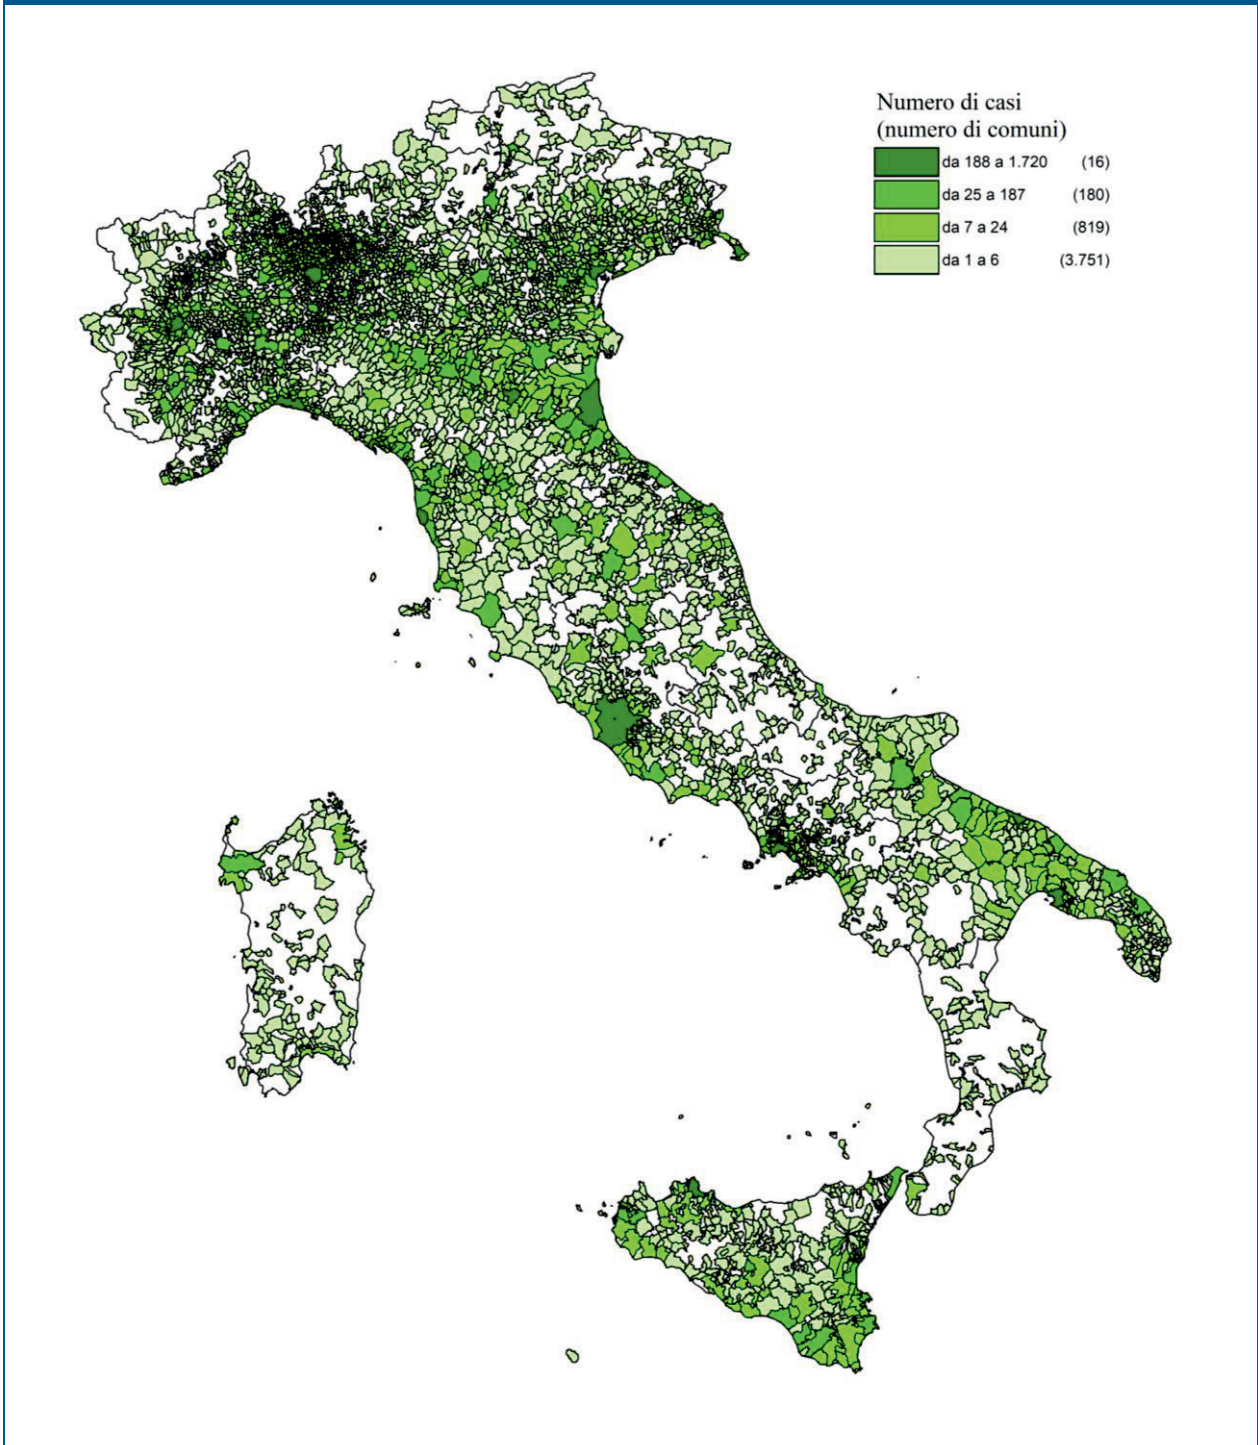 Numero di casi
(numero di comuni)
da 188 a 1.720 (16)
da 25 a 187 (180)
da 7 a 24 (819)
da 1 a 6 (3.751)